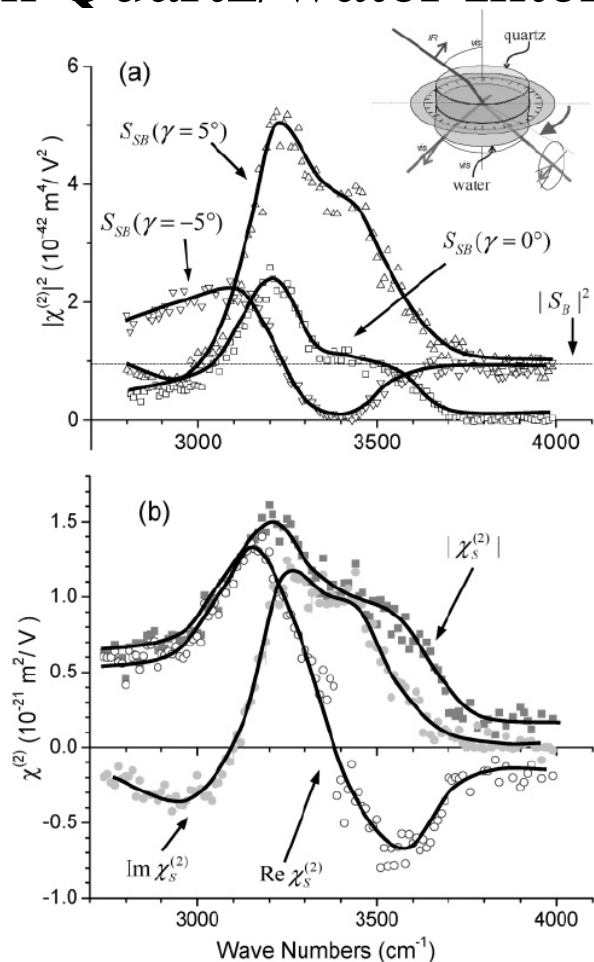 n Quartz/Water Inter
(a)
IR
vis
quartz
vis
vis
water
6
4
2
0
|χ⁽²⁾|² (10⁻⁴² m⁴/ V²)
S_SB(γ = 5°)
S_SB(γ = −5°)
S_SB(γ = 0°)
| S_B |²
3000 3500 4000
(b)
1.5
1.0
0.5
0.0
-0.5
-1.0
χ⁽²⁾ (10⁻²¹ m²/ V)
| χ_S⁽²⁾ |
Im χ_S⁽²⁾
Re χ_S⁽²⁾
3000 3500 4000
Wave Numbers (cm⁻¹)